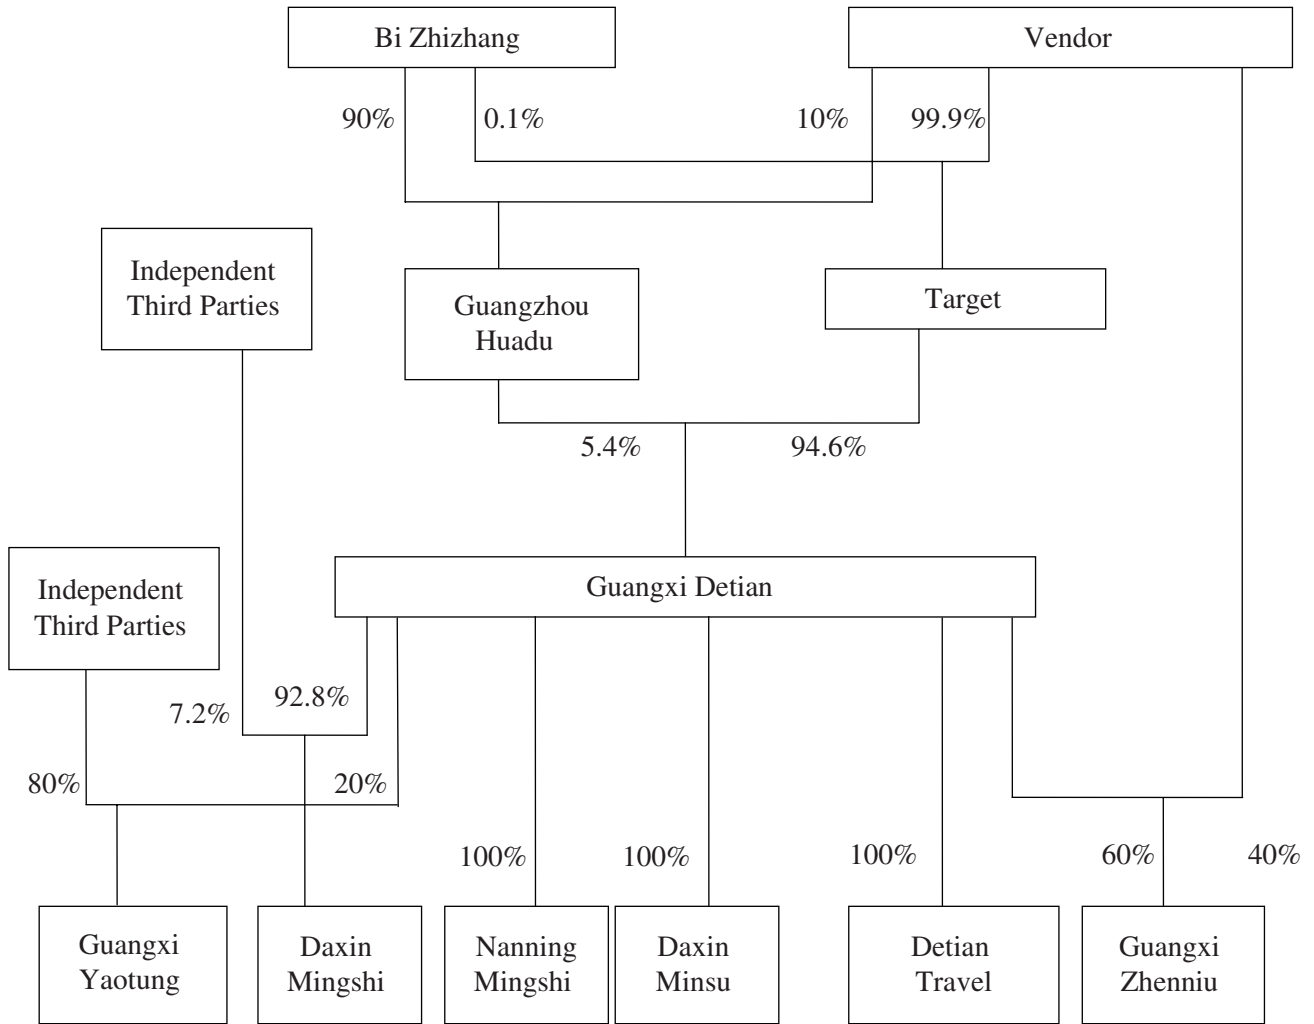 Bi Zhizhang
Vendor
90%
0.1%
10%
99.9%
Independent
Third Parties
Guangzhou
Huadu
Target
5.4%
94.6%
Independent
Third Parties
Guangxi Detian
7.2%
92.8%
80%
20%
100%
100%
100%
60%
40%
Guangxi
Yaotung
Daxin
Mingshi
Nanning
Mingshi
Daxin
Minsu
Detian
Travel
Guangxi
Zhenniu